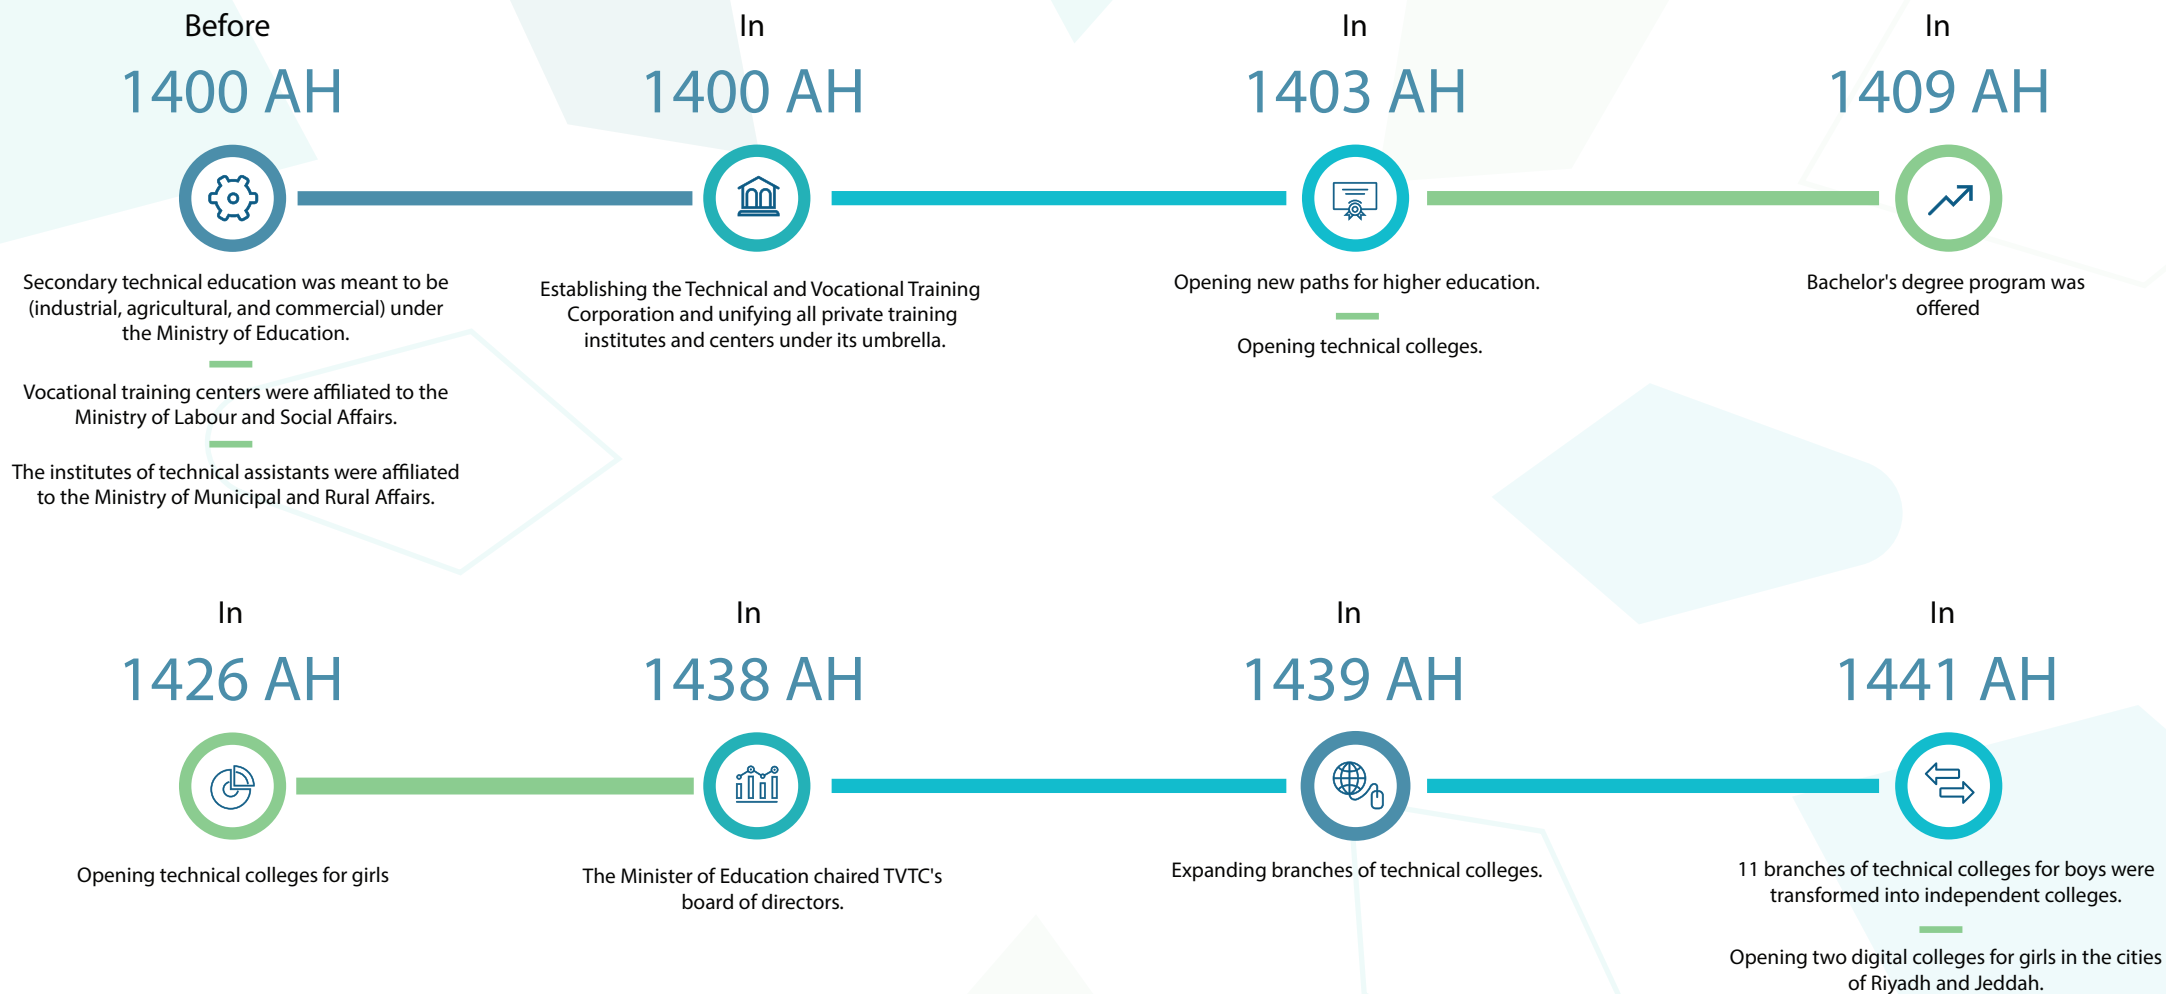 Before
1400 AH
Secondary technical education was meant to be
(industrial, agricultural, and commercial) under
the Ministry of Education.
Vocational training centers were affiliated to the
Ministry of Labour and Social Affairs.
The institutes of technical assistants were affiliated
to the Ministry of Municipal and Rural Affairs.
In
1400 AH
Establishing the Technical and Vocational Training
Corporation and unifying all private training
institutes and centers under its umbrella.
In
1403 AH
Opening new paths for higher education.
Opening technical colleges.
In
1409 AH
Bachelor's degree program was
offered
In
1426 AH
Opening technical colleges for girls
In
1438 AH
The Minister of Education chaired TVTC's
board of directors.
In
1439 AH
Expanding branches of technical colleges.
In
1441 AH
11 branches of technical colleges for boys were
transformed into independent colleges.
Opening two digital colleges for girls in the cities
of Riyadh and Jeddah.